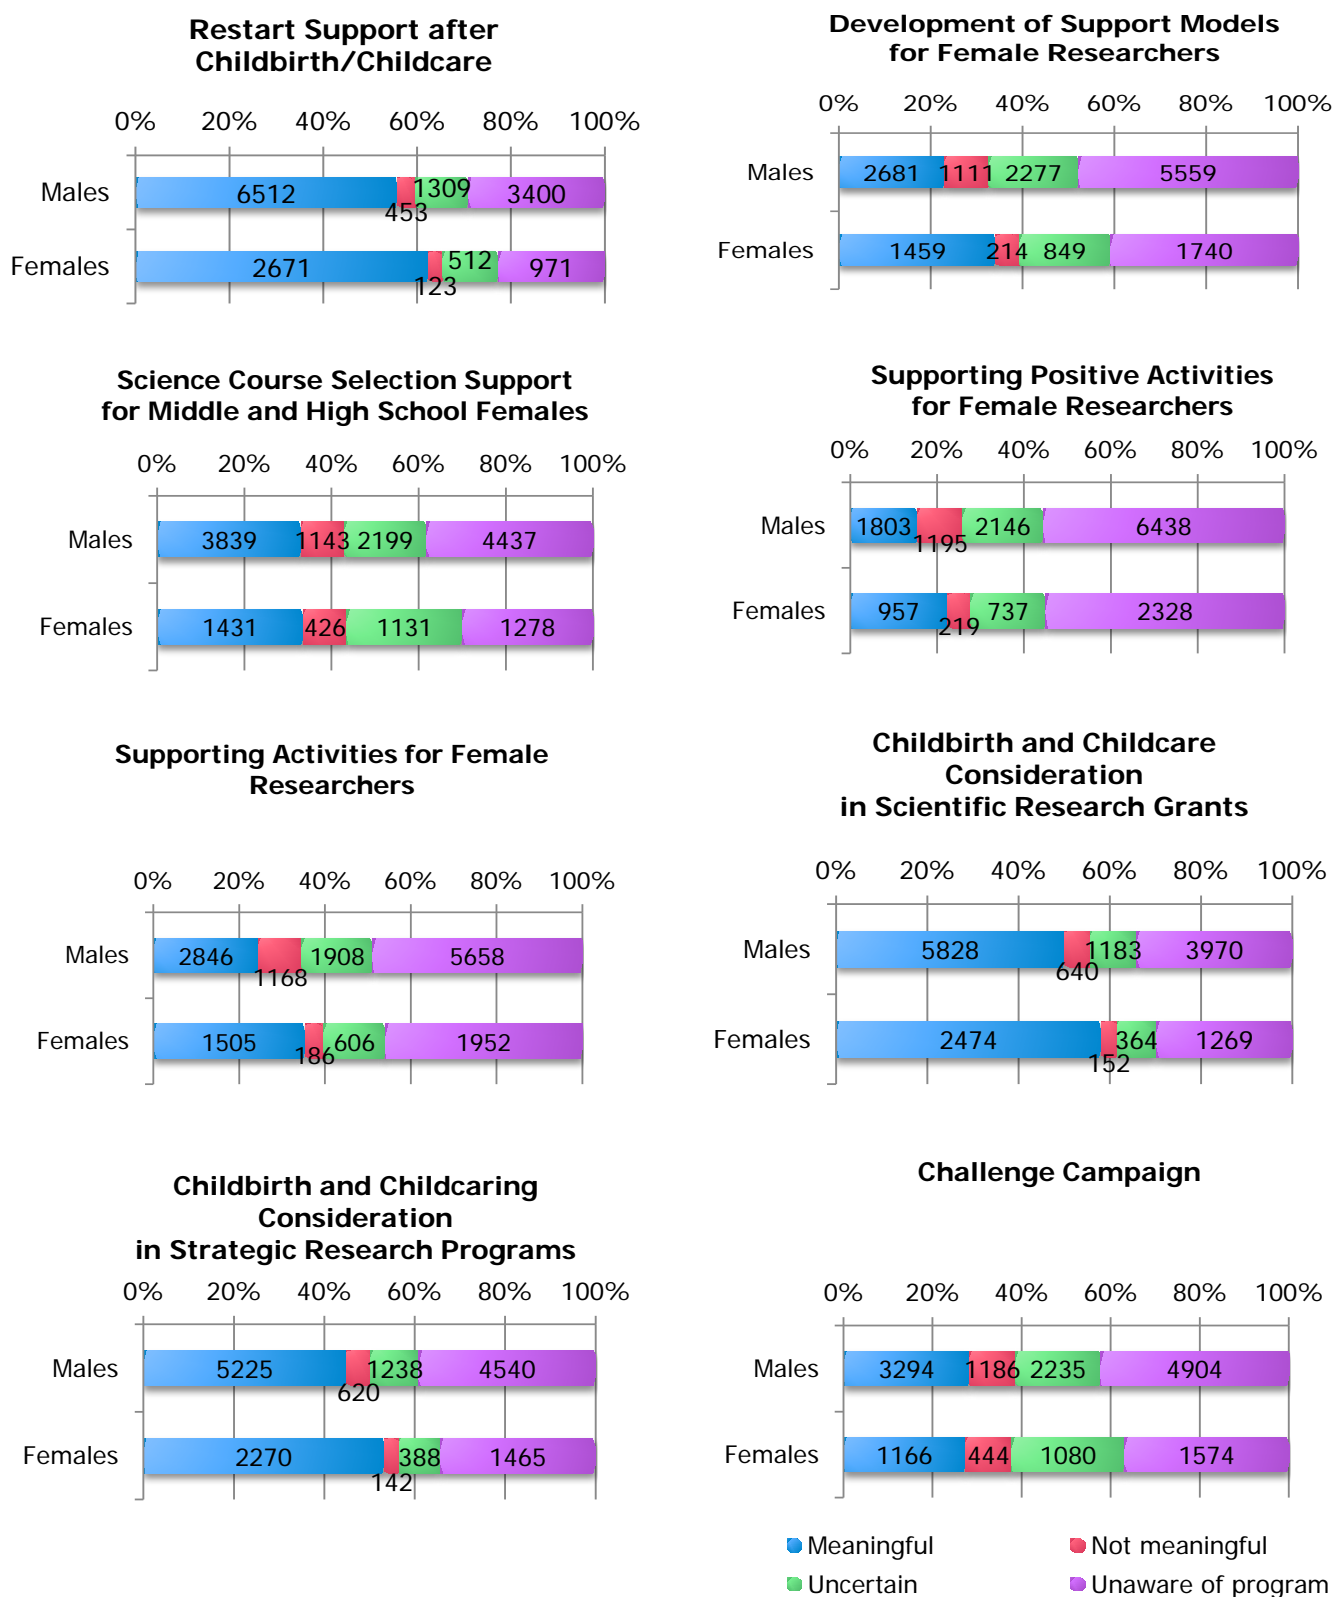 Restart Support after
Childbirth/Childcare
0% 20% 40% 60% 80% 100%
Males 6512 453 1309 3400
Females 2671 123 512 971
Development of Support Models
for Female Researchers
0% 20% 40% 60% 80% 100%
Males 2681 1111 2277 5559
Females 1459 214 849 1740
Science Course Selection Support
for Middle and High School Females
0% 20% 40% 60% 80% 100%
Males 3839 1143 2199 4437
Females 1431 426 1131 1278
Supporting Positive Activities
for Female Researchers
0% 20% 40% 60% 80% 100%
Males 1803 1195 2146 6438
Females 957 219 737 2328
Supporting Activities for Female
Researchers
0% 20% 40% 60% 80% 100%
Males 2846 1168 1908 5658
Females 1505 186 606 1952
Childbirth and Childcare
Consideration
in Scientific Research Grants
0% 20% 40% 60% 80% 100%
Males 5828 640 1183 3970
Females 2474 152 364 1269
Childbirth and Childcaring
Consideration
in Strategic Research Programs
0% 20% 40% 60% 80% 100%
Males 5225 620 1238 4540
Females 2270 142 388 1465
Challenge Campaign
0% 20% 40% 60% 80% 100%
Males 3294 1186 2235 4904
Females 1166 444 1080 1574
Meaningful Not meaningful
Uncertain Unaware of program